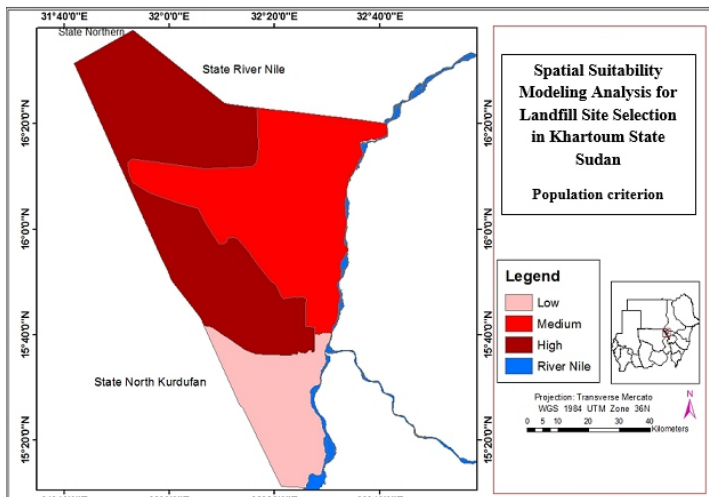 31°40'0"E
32°0'0"E
32°20'0"E
32°40'0"E
State Northern
State River Nile
16°20'0"N
16°0'0"N
15°40'0"N
15°20'0"N
State North Kurdufan
16°20'0"N
16°0'0"N
15°40'0"N
15°20'0"N
Spatial Suitability
Modeling Analysis for
Landfill Site Selection
in Khartoum State
Sudan
Population criterion
Legend
Low
Medium
High
River Nile
Projection: Transverse Mercato
WGS 1984 UTM Zone 36N
N
0 5 10 20 30 40
Kilometers